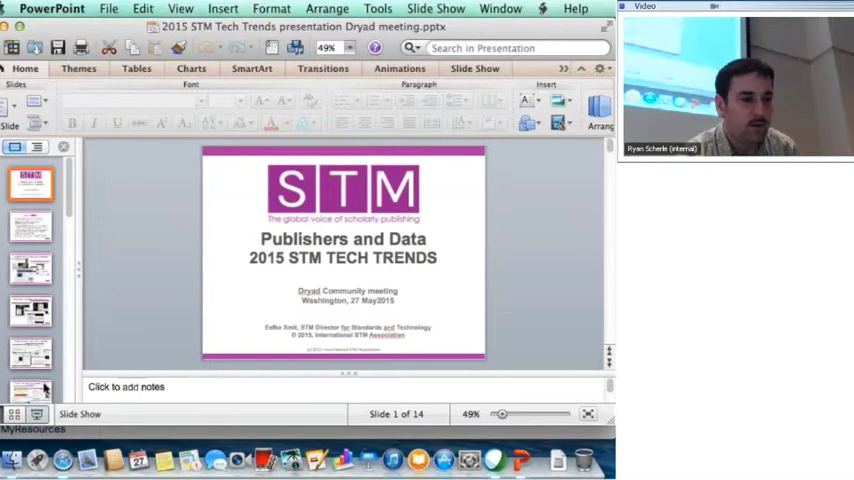 PowerPoint File Edit View Insert Format Arrange Tools Slide Show Window Help
2015 STM Tech Trends presentation Dryad meeting.pptx
49% Search in Presentation
Home Themes Tables Charts SmartArt Transitions Animations Slide Show
Slides Font Paragraph Insert
Slide
Arrang
STM
The global voice of scholarly publishing
Publishers and Data
2015 STM TECH TRENDS
Dryad Community meeting
Washington, 27 May2015
Eefke Smit, STM Director for Standards and Technology
© 2015, International STM Association
Click to add notes
Slide Show Slide 1 of 14 49%
MyResources
27
Video
Ryan Scherle (internal)